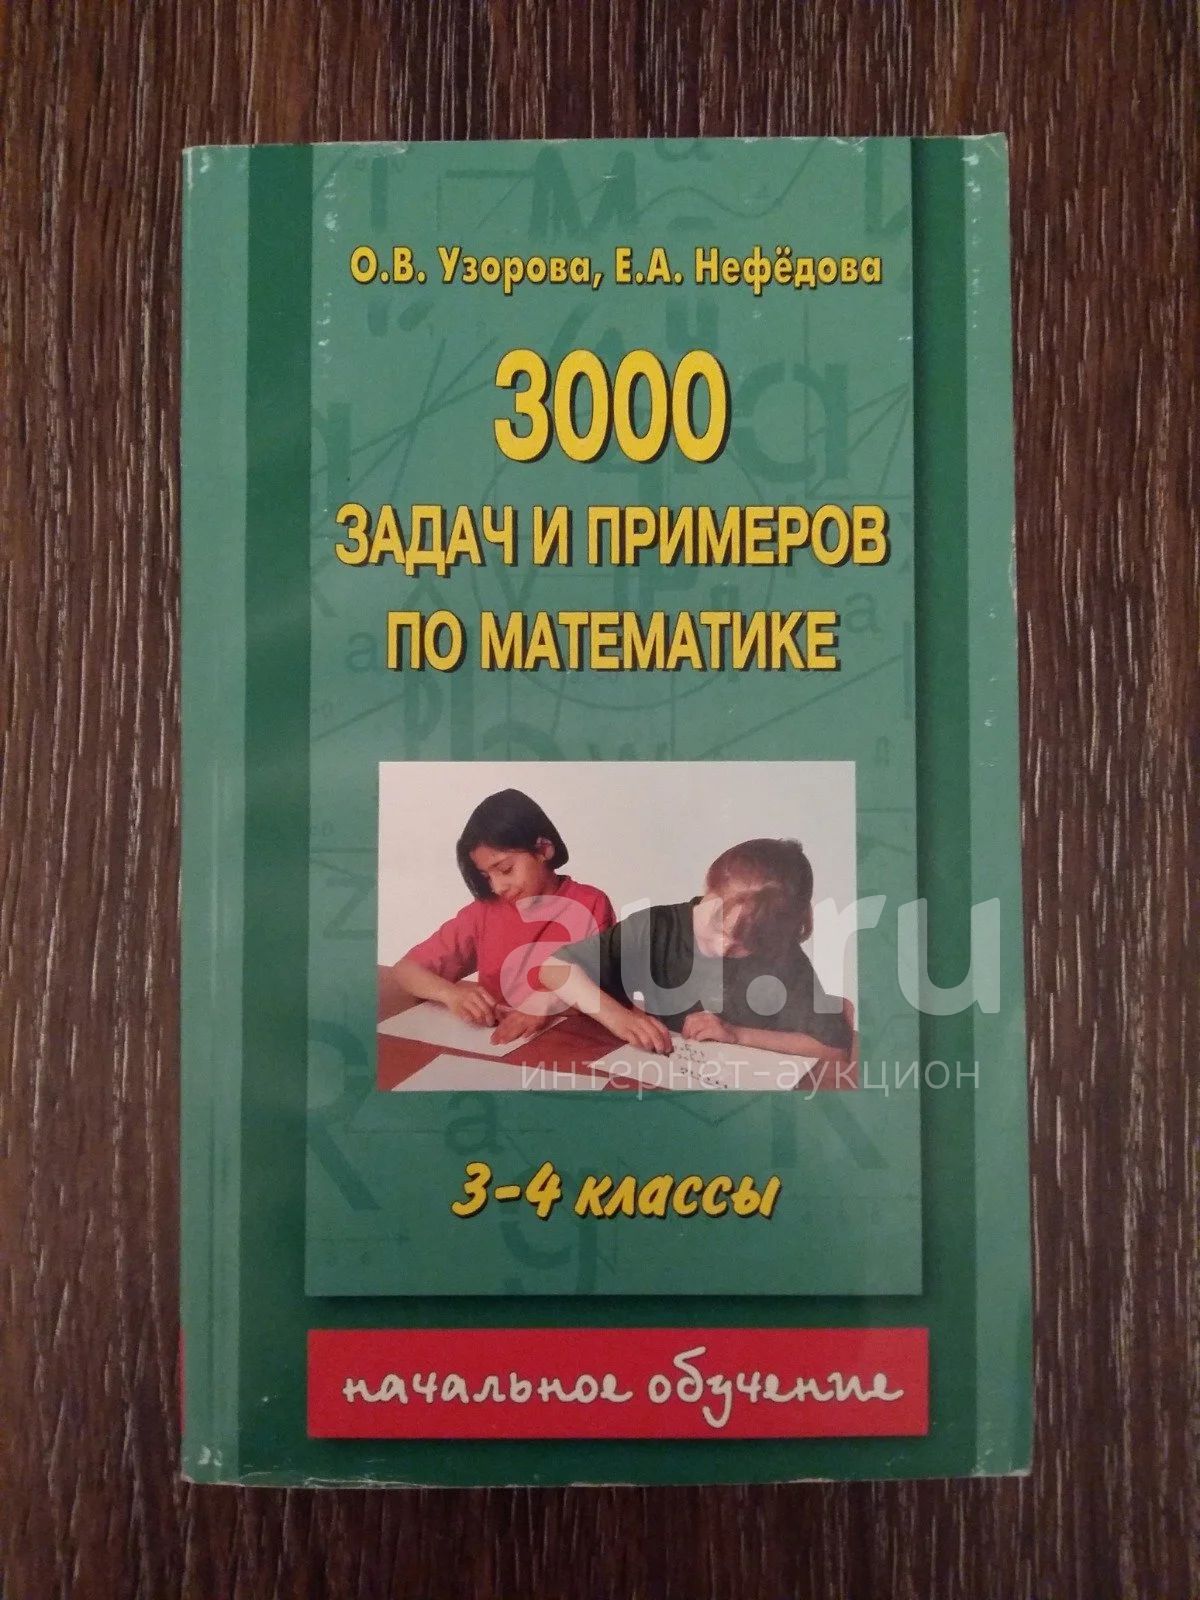 О.В. Узорова, Е.А. Нефёдова
3000
ЗАДАЧ И ПРИМЕРОВ
ПО МАТЕМАТИКЕ
au.ru
интернет-аукцион
3-4 классы
начальное обучение